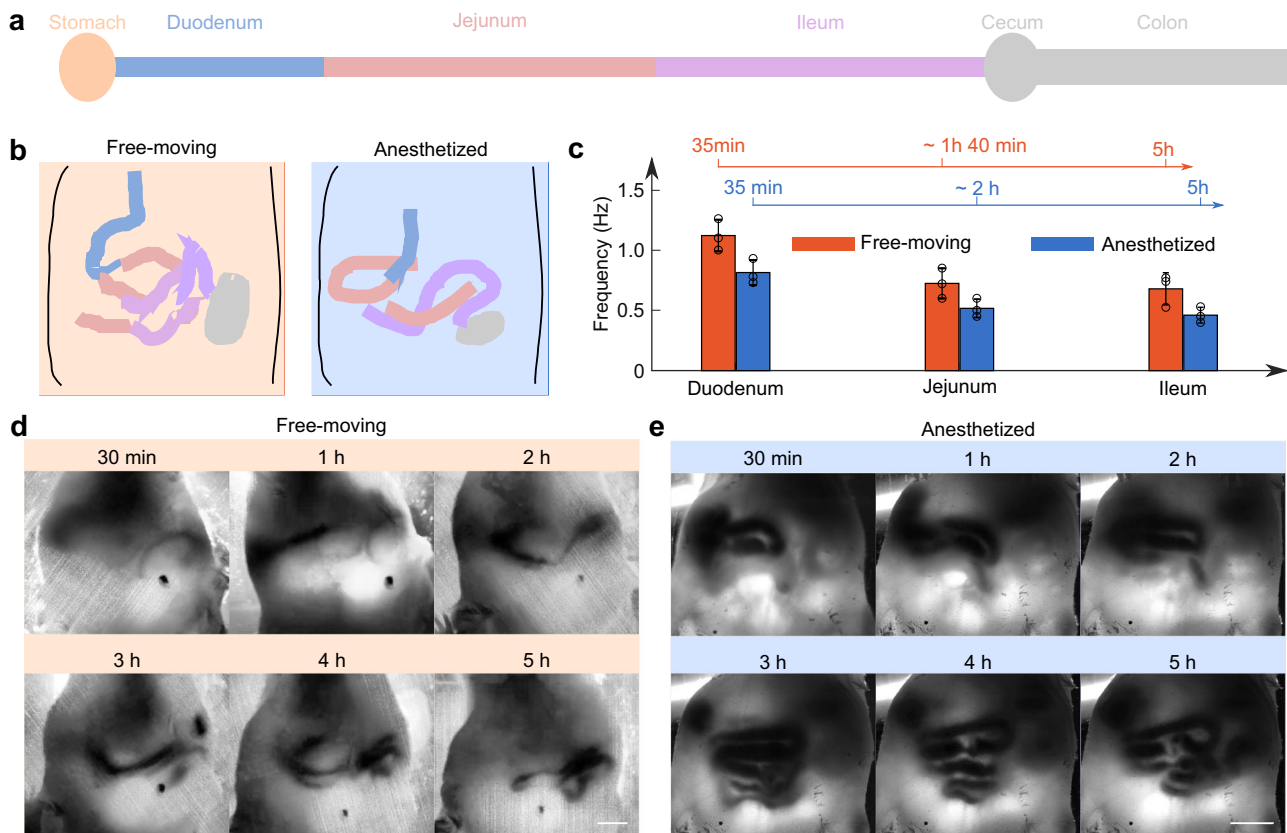 a
Stomach Duodenum Jejunum Ileum Cecum Colon
b
Free-moving Anesthetized
c
35min ~ 1h 40 min 5h
35 min ~ 2 h 5h
Frequency (Hz)
1.5
1.0
0.5
0
Free-moving Anesthetized
Duodenum Jejunum Ileum
d
Free-moving
30 min 1 h 2 h
3 h 4 h 5 h
e
Anesthetized
30 min 1 h 2 h
3 h 4 h 5 h